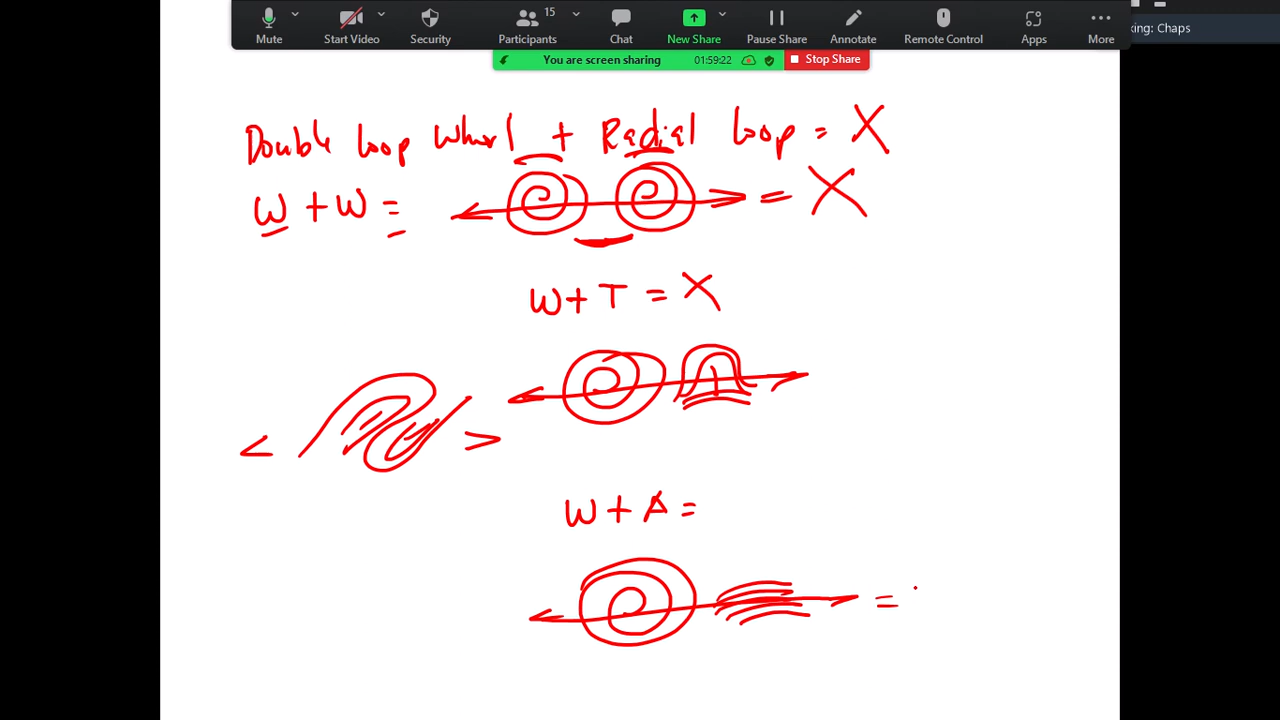 15
Mute Start Video Security Participants Chat New Share Pause Share Annotate Remote Control Apps More
king: Chaps
You are screen sharing 01:59:22 Stop Share
Double loop Whorl + Radial loop = X
W + W = = X
W + T = X
< >
W + A =
=